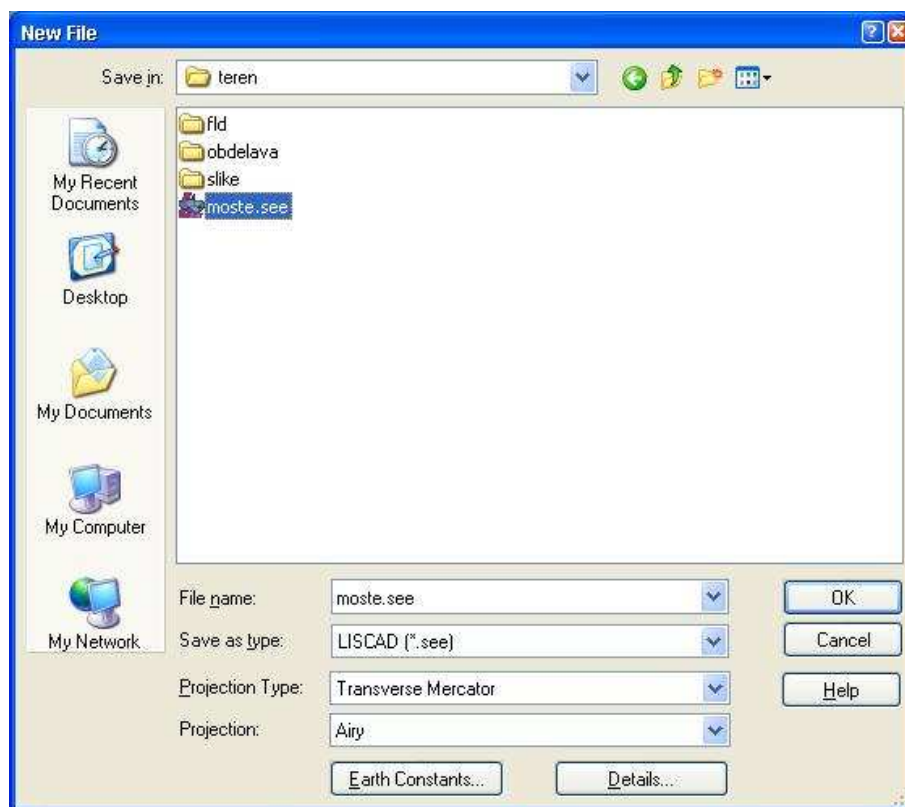 New File
Save in:
teren
My Recent
Documents
Desktop
My Documents
My Computer
My Network
fld
obdelava
slike
moste.see
File name:
moste.see
OK
Save as type:
LISCAD (*.see)
Cancel
Projection Type:
Transverse Mercator
Help
Projection:
Airy
Earth Constants...
Details...